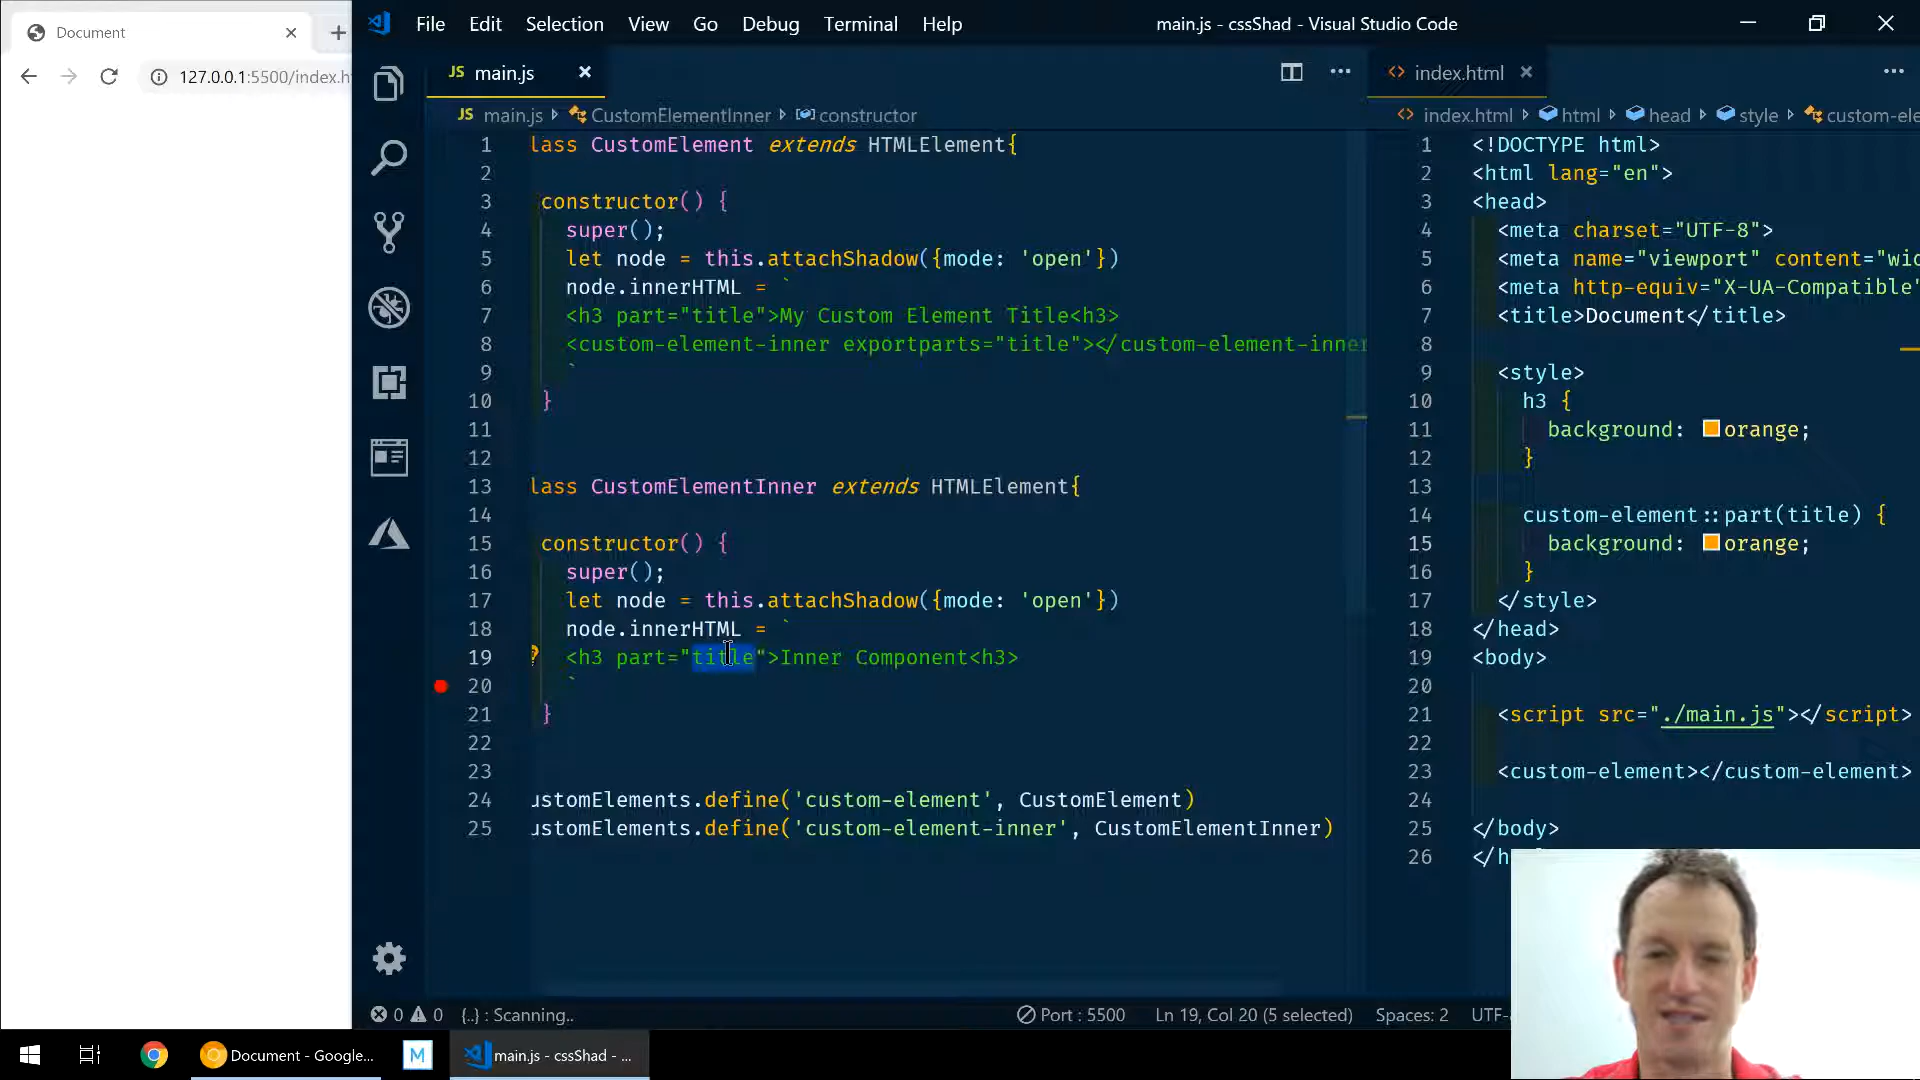 Document
127.0.0.1:5500/index.h
File Edit Selection View Go Debug Terminal Help
main.js - cssShad - Visual Studio Code
JS main.js
JS main.js > CustomElementInner > constructor
1 lass CustomElement extends HTMLElement{
2
3 constructor() {
4 super();
5 let node = this.attachShadow({mode: 'open'})
6 node.innerHTML = `
7 <h3 part="title">My Custom Element Title<h3>
8 <custom-element-inner exportparts="title"></custom-element-inner
9 `
10 }
11
12
13 lass CustomElementInner extends HTMLElement{
14
15 constructor() {
16 super();
17 let node = this.attachShadow({mode: 'open'})
18 node.innerHTML = `
19 <h3 part="title">Inner Component<h3>
20 `
21 }
22
23
24 ustomElements.define('custom-element', CustomElement)
25 ustomElements.define('custom-element-inner', CustomElementInner)
index.html
index.html > html > head > style > custom-ele
1 <!DOCTYPE html>
2 <html lang="en">
3 <head>
4 <meta charset="UTF-8">
5 <meta name="viewport" content="wid
6 <meta http-equiv="X-UA-Compatible"
7 <title>Document</title>
8
9 <style>
10 h3 {
11 background: orange;
12 }
13
14 custom-element::part(title) {
15 background: orange;
16 }
17 </style>
18 </head>
19 <body>
20
21 <script src="./main.js"></script>
22
23 <custom-element></custom-element>
24
25 </body>
26 </h
0 0 {..} : Scanning.. Port : 5500 Ln 19, Col 20 (5 selected) Spaces: 2 UTF-
Document - Google... M main.js - cssShad - ...